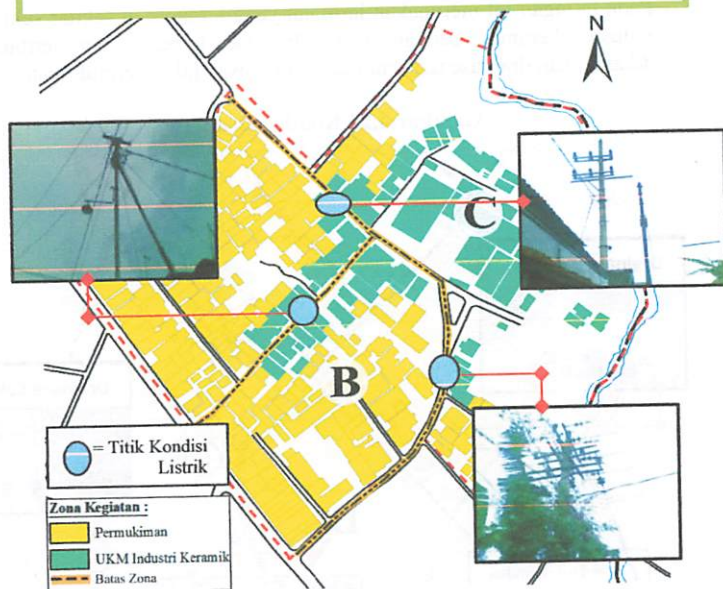 N
C
B
= Titik Kondisi
Listrik
Zona Kegiatan :
Permukiman
UKM Industri Keramik
Batas Zona